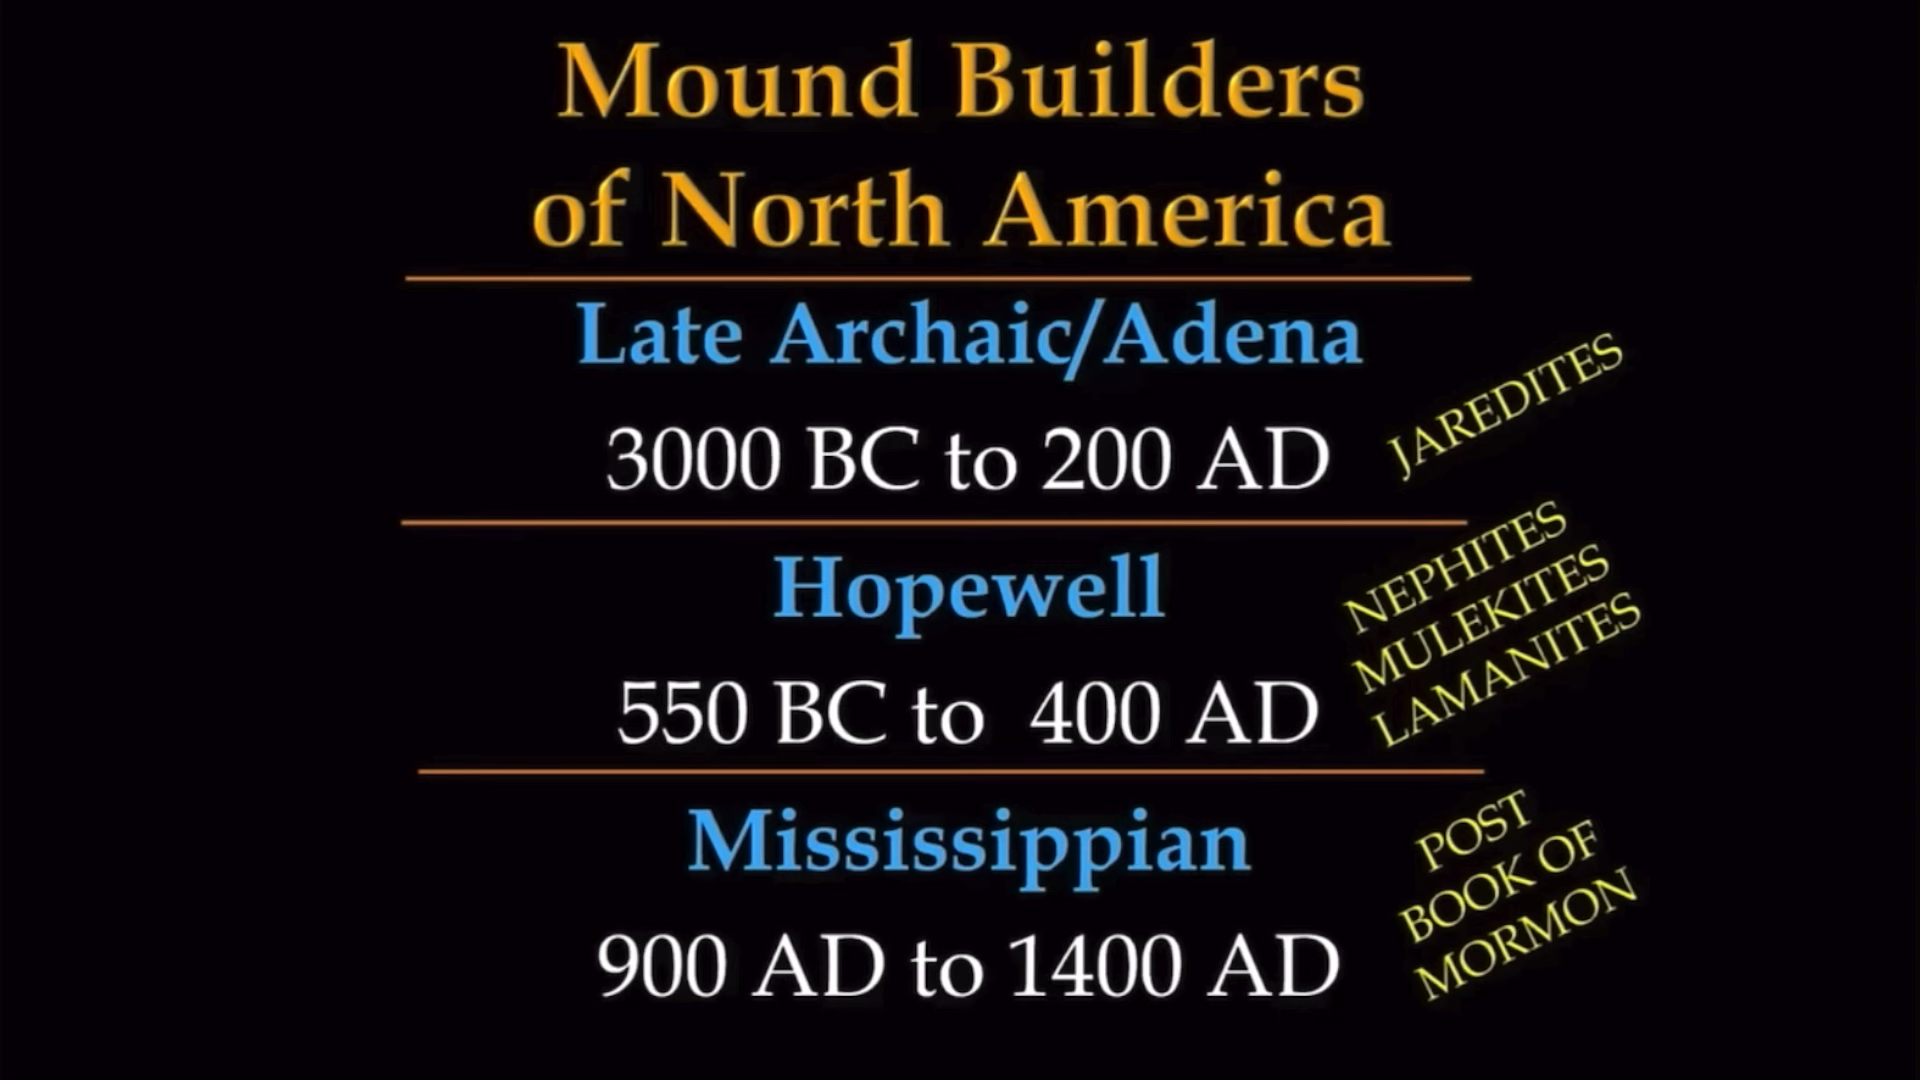 Mound Builders
of North America
Late Archaic/Adena
3000 BC to 200 AD
JAREDITES
Hopewell
550 BC to 400 AD
NEPHITES
MULEKITES
LAMANITES
Mississippian
900 AD to 1400 AD
POST
BOOK OF
MORMON